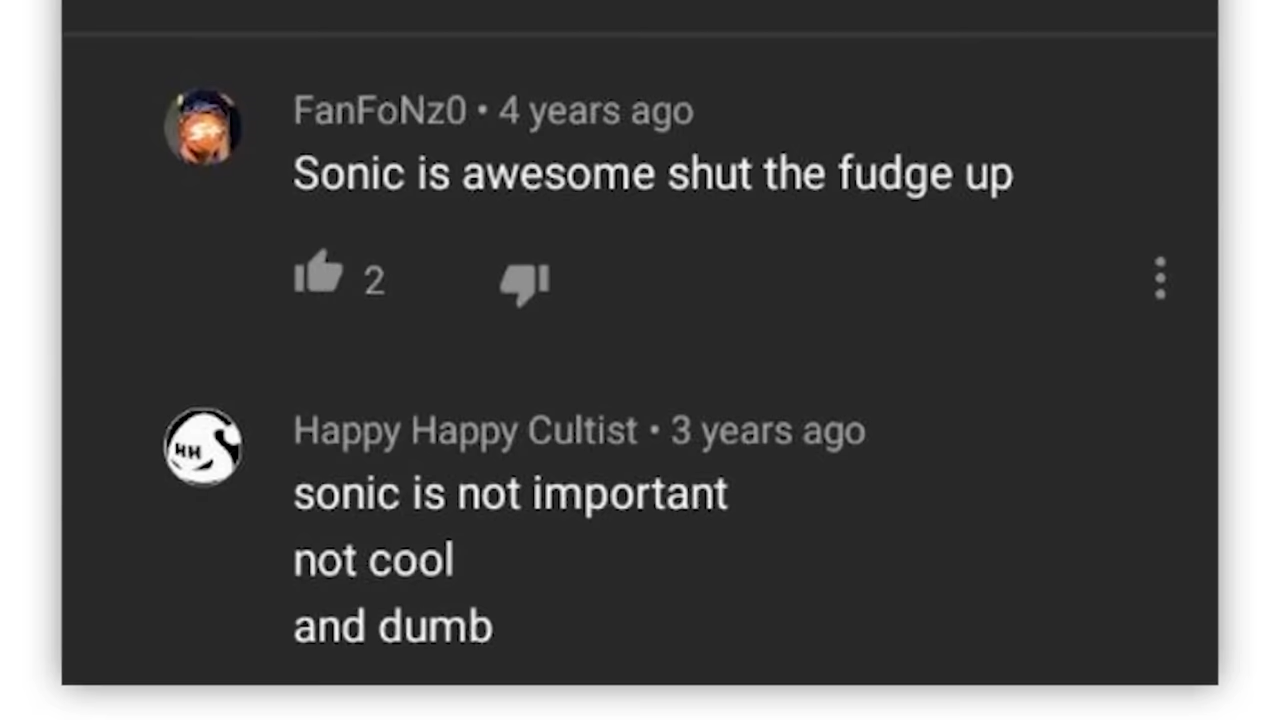 FanFoNz0 • 4 years ago
Sonic is awesome shut the fudge up
2
Happy Happy Cultist • 3 years ago
HH
sonic is not important
not cool
and dumb